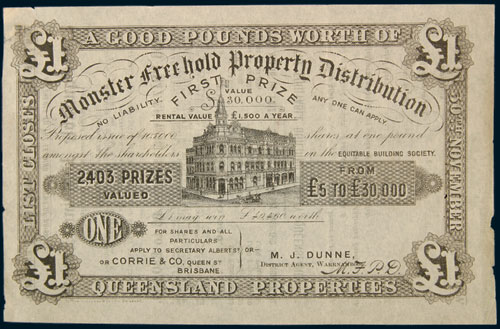 A GOOD POUNDS WORTH OF
£1
£1
Monster Freehold Property Distribution
FIRST PRIZE
NO LIABILITY.
VALUE
£30.000.
ANY ONE CAN APPLY
RENTAL VALUE £1,500 A YEAR
Proposed issue of shares at one pound
amongst the shareholders in the EQUITABLE BUILDING SOCIETY.
2403 PRIZES
VALUED
FROM
£5 TO £30,000
LIST CLOSES
30TH NOVEMBER
may win worth
ONE
FOR SHARES AND ALL
PARTICULARS
APPLY TO SECRETARY ALBERT ST OR
OR CORRIE & CO, QUEEN ST
BRISBANE
M. J. DUNNE,
DISTRICT AGENT,
£1
£1
QUEENSLAND PROPERTIES